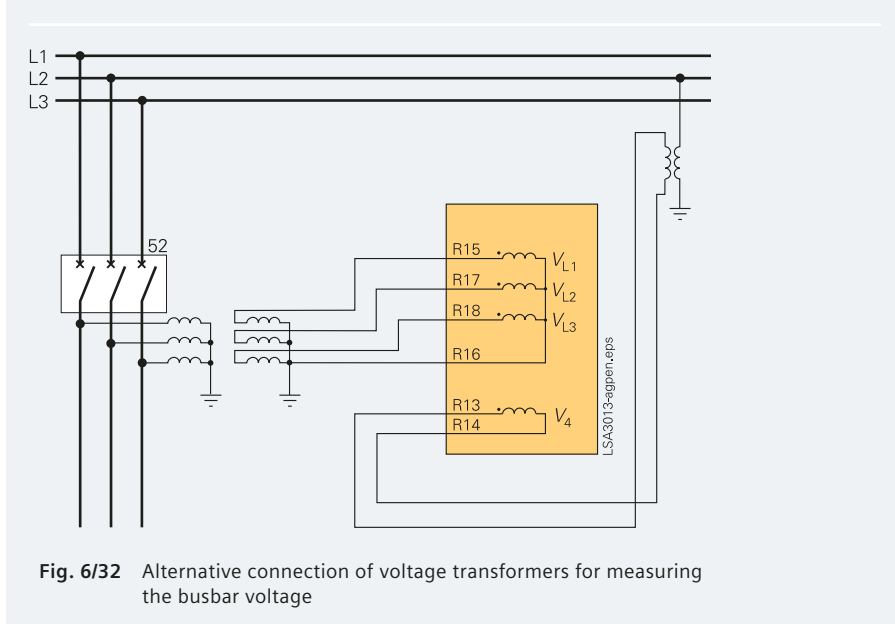 L1
L2
L3
52
R15
V L1
R17
V L2
R18
V L3
R16
R13
V 4
R14
LSA3013-agpen.eps
Fig. 6/32 Alternative connection of voltage transformers for measuring
the busbar voltage